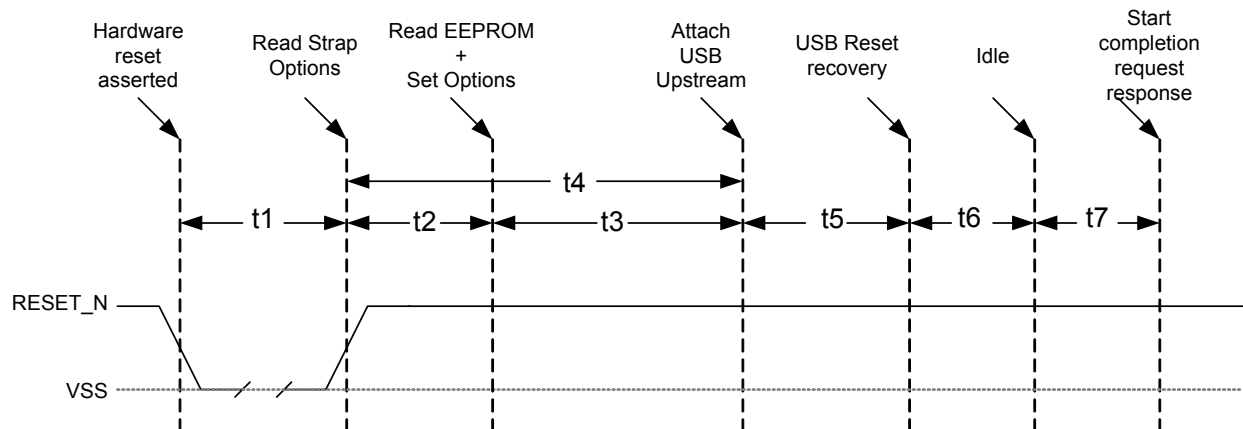 Hardware
reset
asserted
Read Strap
Options
Read EEPROM
+
Set Options
Attach
USB
Upstream
USB Reset
recovery
Idle
Start
completion
request
response
t4
t1
t2
t3
t5
t6
t7
RESET_N
VSS